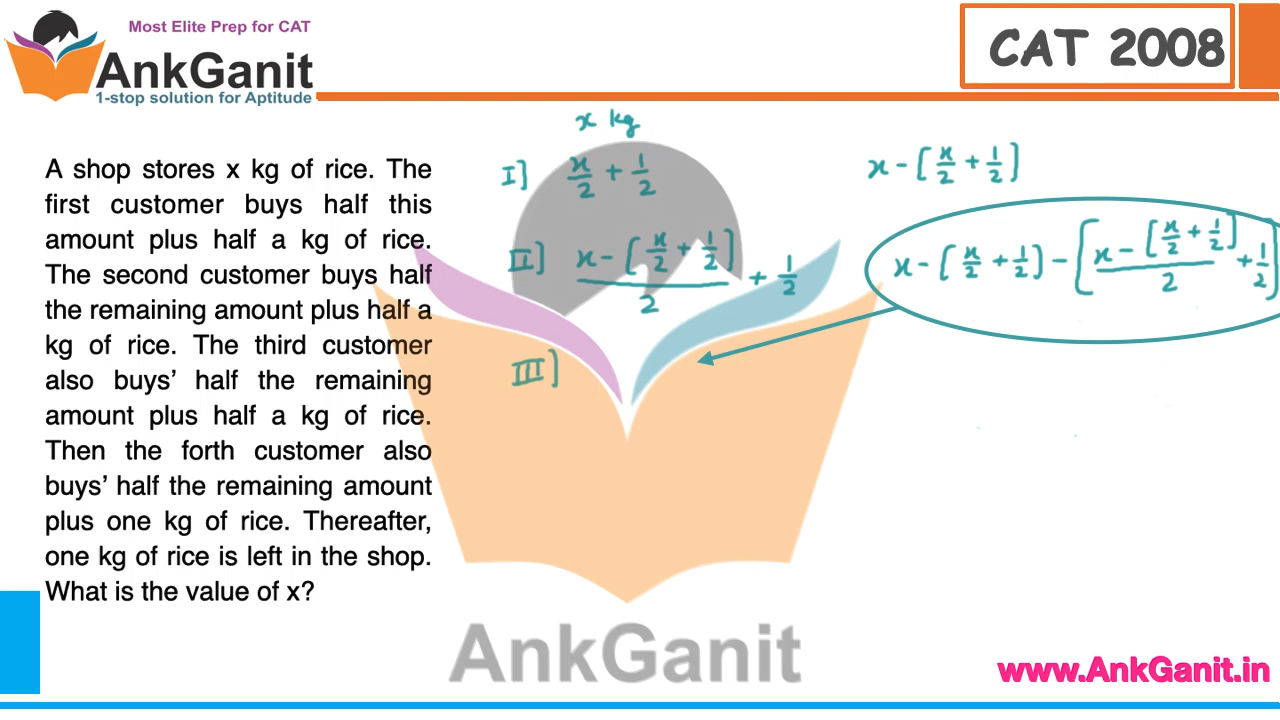 Most Elite Prep for CAT
AnkGanit
1-stop solution for Aptitude
CAT 2008
A shop stores x kg of rice. The
first customer buys half this
amount plus half a kg of rice.
The second customer buys half
the remaining amount plus half a
kg of rice. The third customer
also buys’ half the remaining
amount plus half a kg of rice.
Then the forth customer also
buys’ half the remaining amount
plus one kg of rice. Thereafter,
one kg of rice is left in the shop.
What is the value of x?
x kg
I] x/2 + 1/2
x - [x/2 + 1/2]
II] (x - [x/2 + 1/2])/2 + 1/2
x - [x/2 + 1/2] - [(x - [x/2 + 1/2])/2 + 1/2]
III]
AnkGanit
www.AnkGanit.in